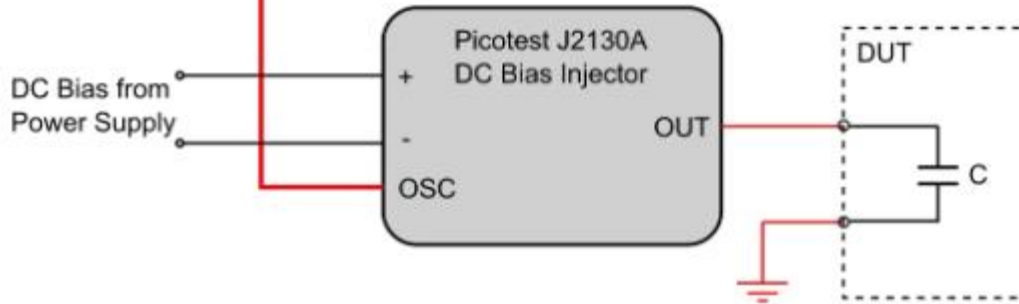 Picotest J2130A
DC Bias Injector
DUT
DC Bias from
Power Supply
+
-
OUT
OSC
C